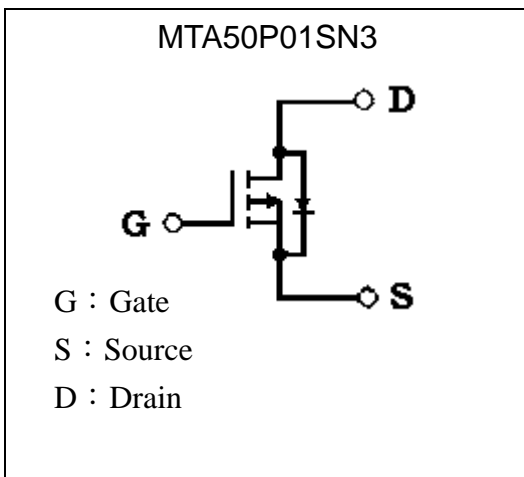 MTA50P01SN3
D
G
S
G：Gate
S：Source
D：Drain